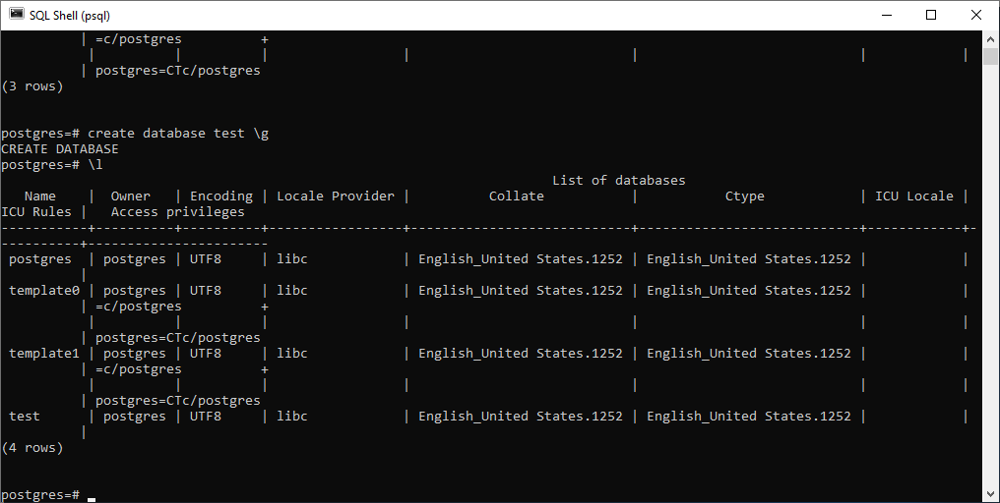 SQL Shell (psql)
          | =c/postgres          +
           |          |          |                 |                            |                            |            |
          | postgres=CTc/postgres
(3 rows)
postgres=# create database test \g
CREATE DATABASE
postgres=# \l
                                                                      List of databases
   Name    |  Owner   | Encoding | Locale Provider |          Collate           |           Ctype            | ICU Locale |
ICU Rules |   Access privileges
-----------+----------+----------+-----------------+----------------------------+----------------------------+------------+-
----------+-----------------------
 postgres  | postgres | UTF8     | libc            | English_United States.1252 | English_United States.1252 |            |
          |
 template0 | postgres | UTF8     | libc            | English_United States.1252 | English_United States.1252 |            |
          | =c/postgres          +
           |          |          |                 |                            |                            |            |
          | postgres=CTc/postgres
 template1 | postgres | UTF8     | libc            | English_United States.1252 | English_United States.1252 |            |
          | =c/postgres          +
           |          |          |                 |                            |                            |            |
          | postgres=CTc/postgres
 test      | postgres | UTF8     | libc            | English_United States.1252 | English_United States.1252 |            |
          |
(4 rows)
postgres=#